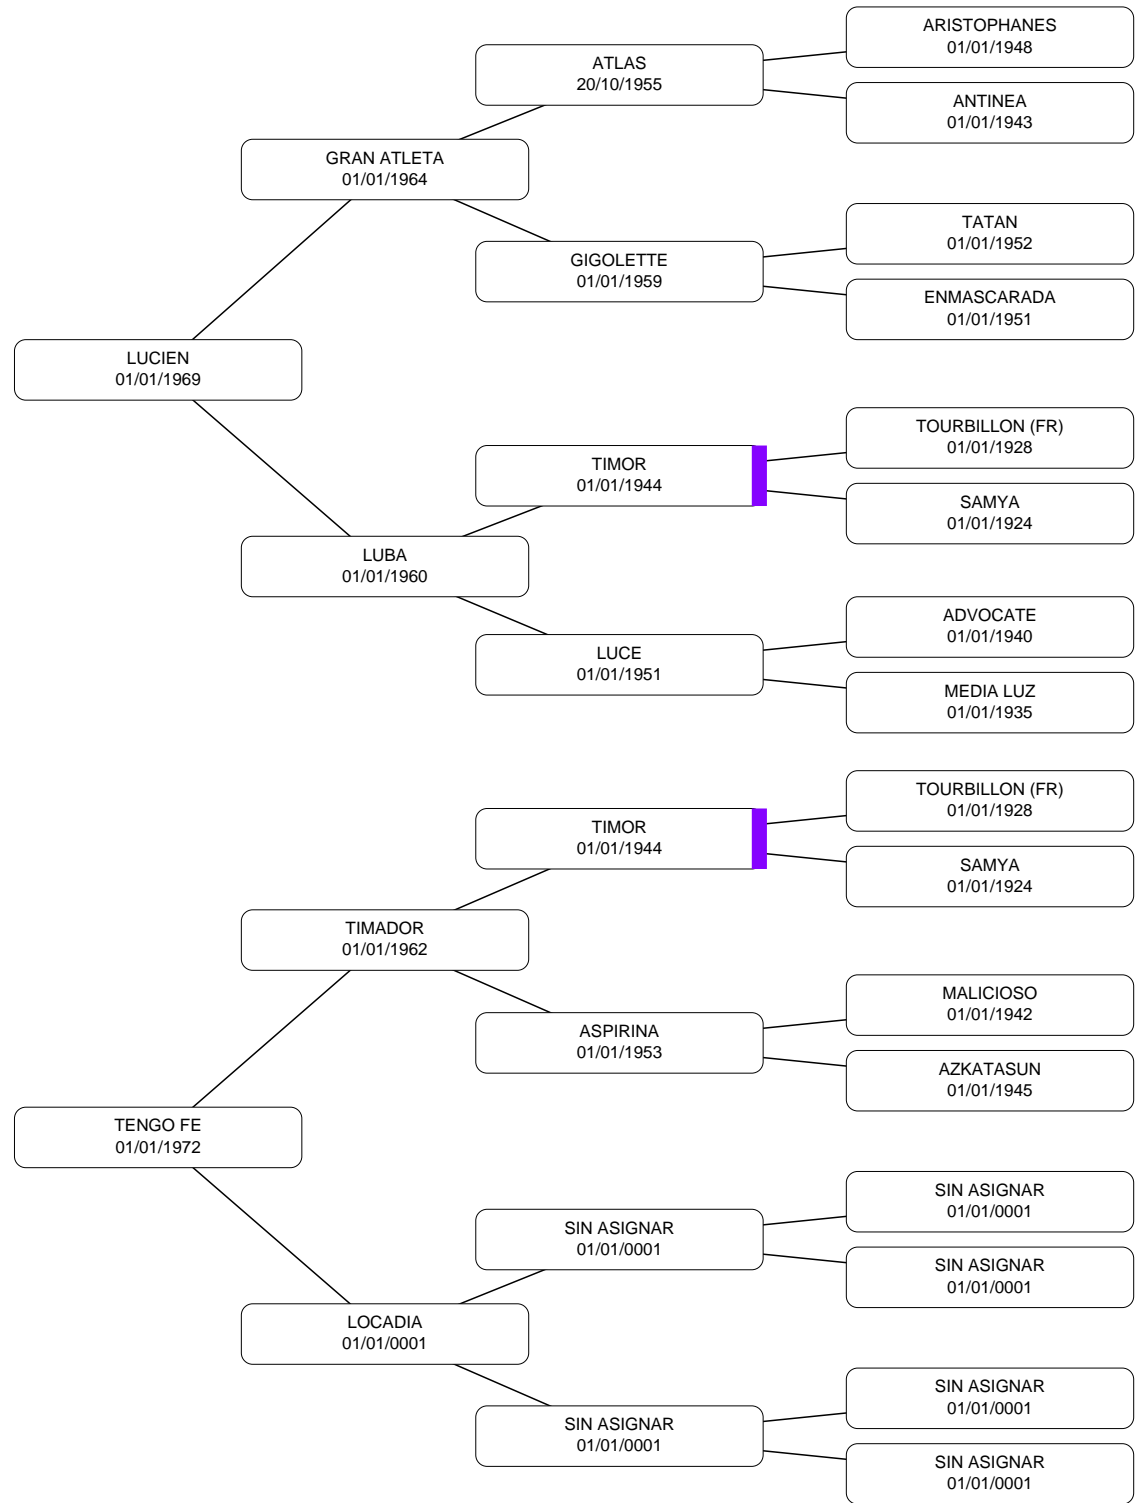 ARISTOPHANES
01/01/1948
ATLAS
20/10/1955
ANTINEA
01/01/1943
GRAN ATLETA
01/01/1964
TATAN
01/01/1952
GIGOLETTE
01/01/1959
ENMASCARADA
01/01/1951
LUCIEN
01/01/1969
TOURBILLON (FR)
01/01/1928
TIMOR
01/01/1944
SAMYA
01/01/1924
LUBA
01/01/1960
ADVOCATE
01/01/1940
LUCE
01/01/1951
MEDIA LUZ
01/01/1935
TOURBILLON (FR)
01/01/1928
TIMOR
01/01/1944
SAMYA
01/01/1924
TIMADOR
01/01/1962
MALICIOSO
01/01/1942
ASPIRINA
01/01/1953
AZKATASUN
01/01/1945
TENGO FE
01/01/1972
SIN ASIGNAR
01/01/0001
SIN ASIGNAR
01/01/0001
SIN ASIGNAR
01/01/0001
LOCADIA
01/01/0001
SIN ASIGNAR
01/01/0001
SIN ASIGNAR
01/01/0001
SIN ASIGNAR
01/01/0001